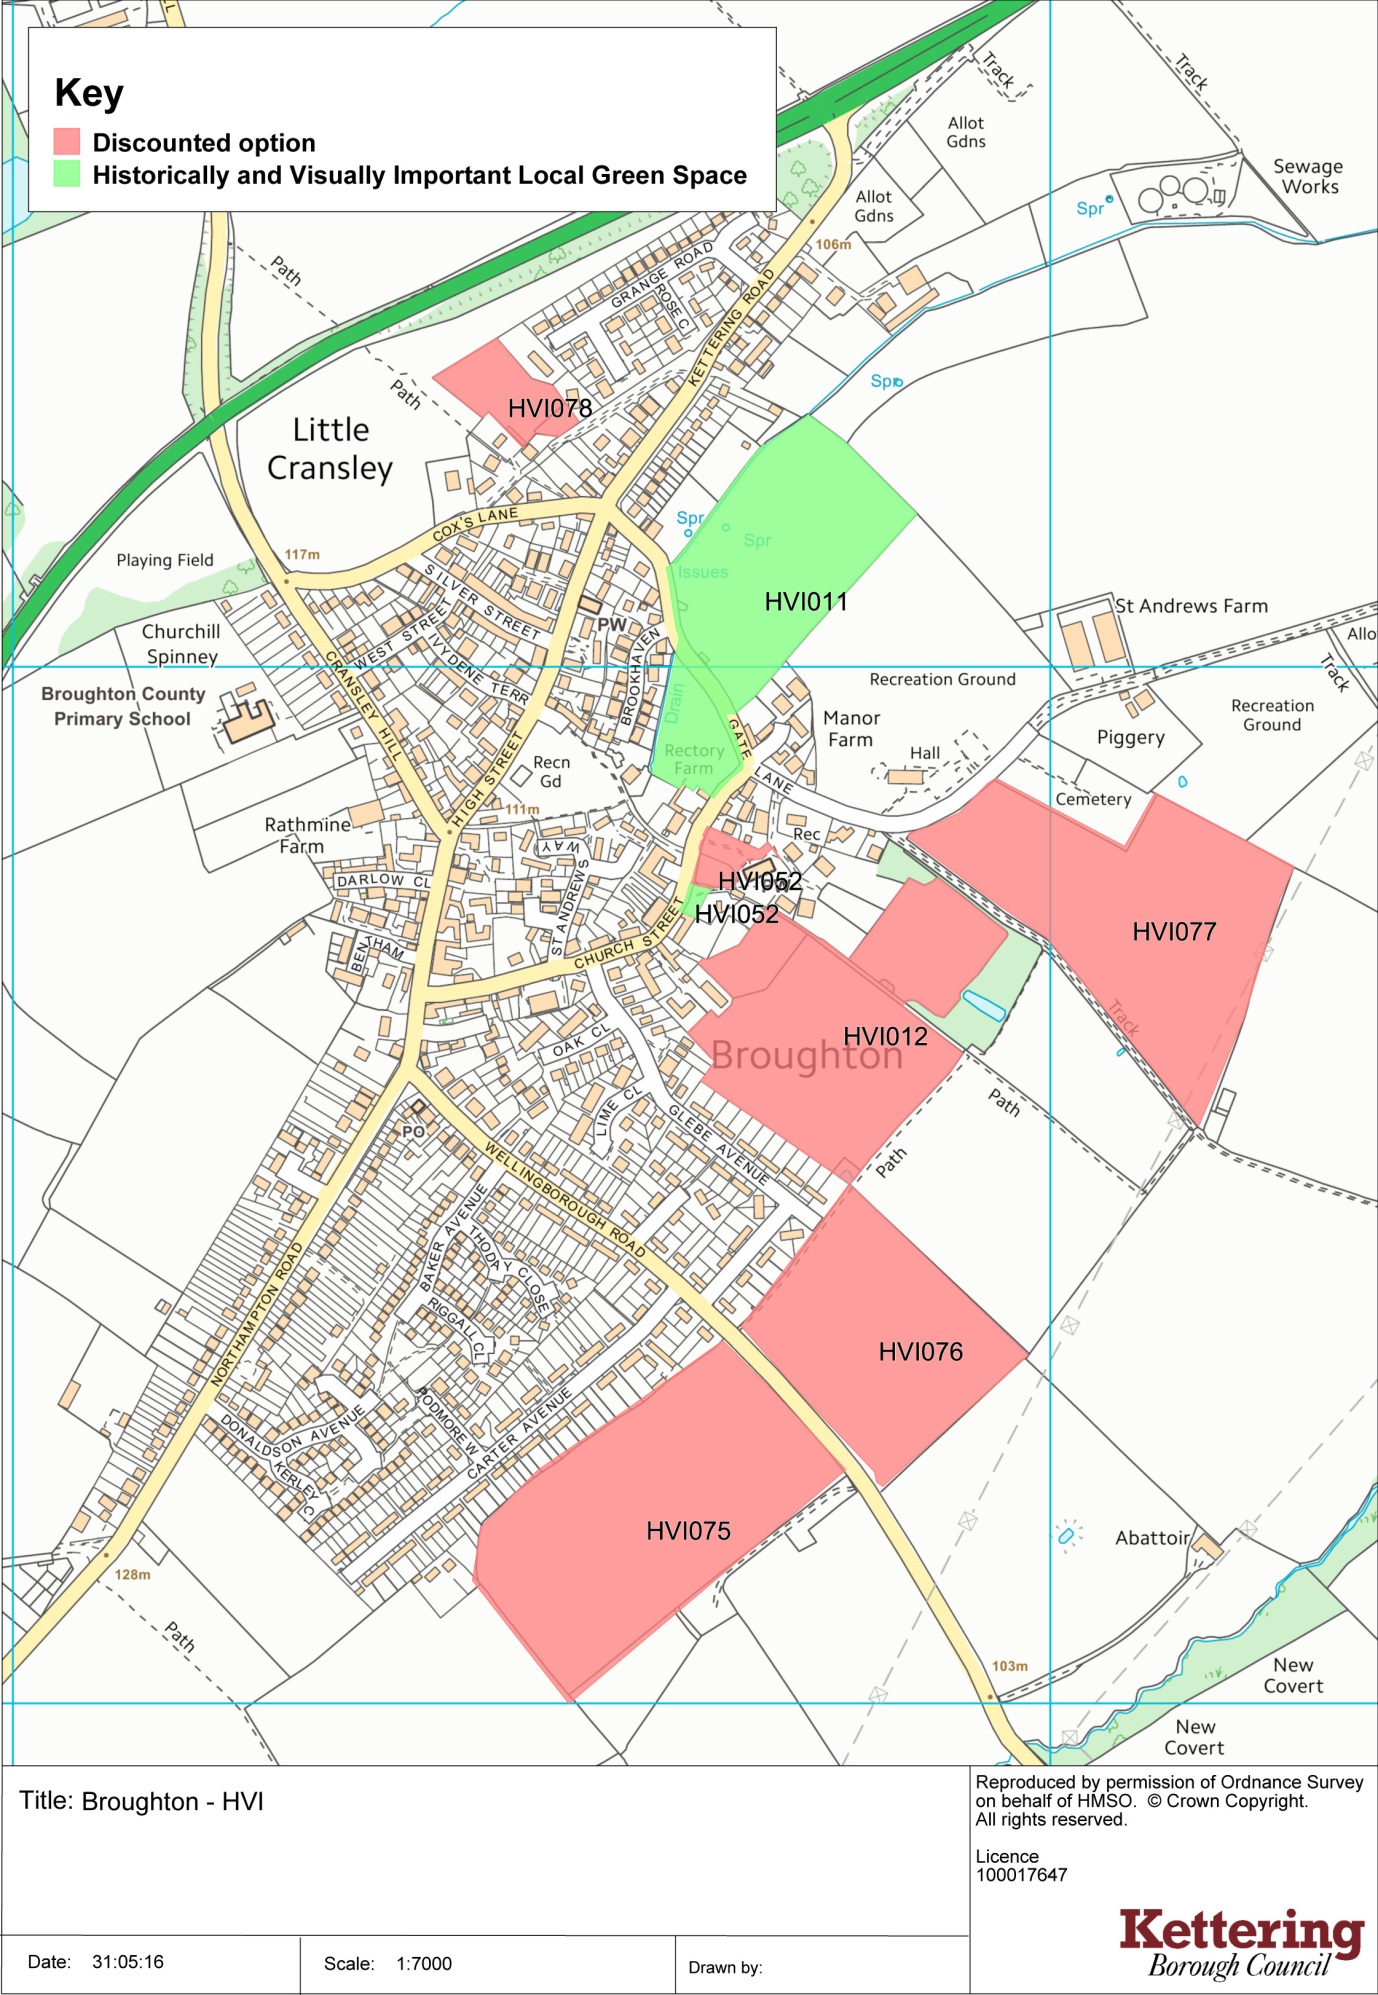 Key
Discounted option
Historically and Visually Important Local Green Space
Track
Track
Allot
Gdns
Sewage
Works
Spr
Allot
Gdns
106m
Path
GRANGE ROAD
ROSE C
KETTERING ROAD
Path
HVI078
Spr
Little
Cransley
COX'S LANE
Spr
Spr
Issues
HVI011
117m
Playing Field
SILVER STREET
PW
WEST STREET
IVYDENE TERR
BROOKHAVEN
St Andrews Farm
Allo
Track
Churchill
Spinney
Broughton County
Primary School
CRANSLEY HILL
Recreation Ground
Recreation
Ground
Drain
GATE
LANE
Manor
Farm
Hall
Piggery
Rectory
Farm
Recn
Gd
HIGH STREET
111m
Cemetery
Rathmine
Farm
WAY
Rec
DARLOW CL
ST ANDREWS
HVI052
HVI052
HVI077
BEN
THAM
CHURCH STREET
Track
HVI012
Broughton
OAK CL
LIME CL
GLEBE AVENUE
Path
Path
PO
WELLINGBOROUGH ROAD
BAKER AVENUE
THODAY CLOSE
RIGGALL CL
NORTHAMPTON ROAD
HVI076
PODMORE W
CARTER AVENUE
DONALDSON AVENUE
KERLEY C
HVI075
Abattoir
128m
Path
103m
New
Covert
New
Covert
Title: Broughton - HVI
Reproduced by permission of Ordnance Survey
on behalf of HMSO. © Crown Copyright.
All rights reserved.
Licence
100017647
Kettering
Borough Council
Date: 31:05:16
Scale: 1:7000
Drawn by: